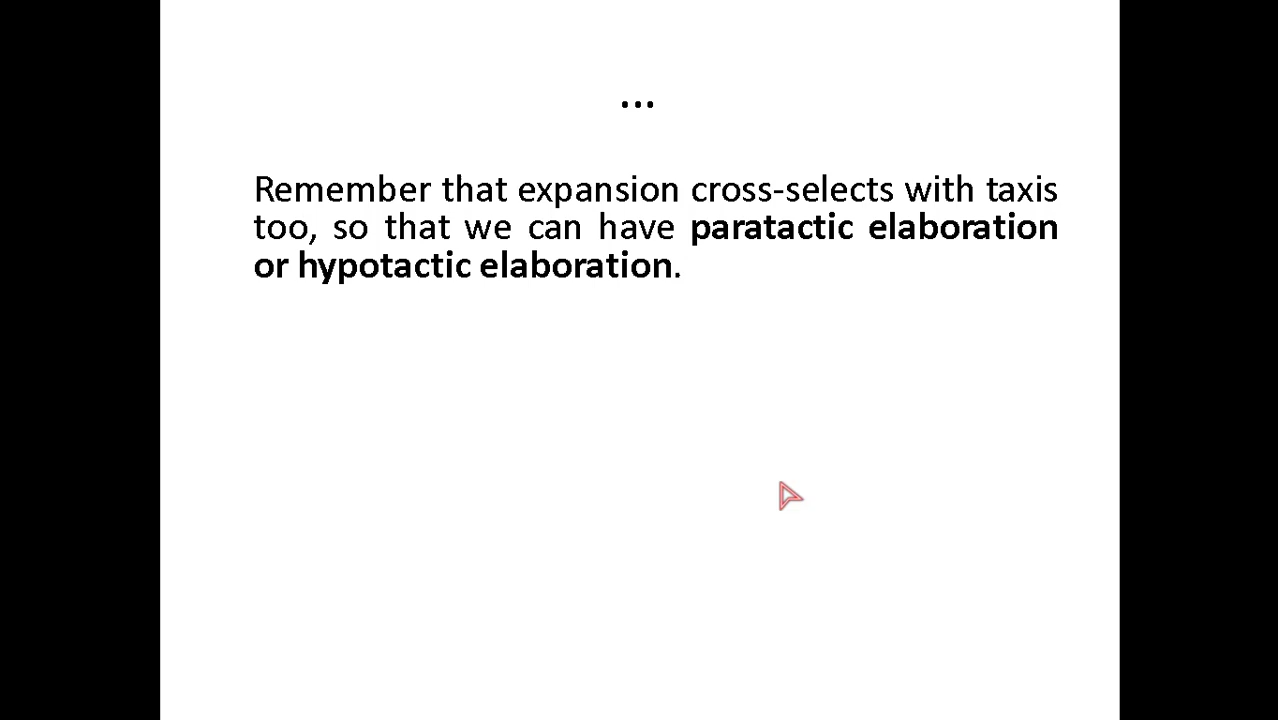 ...
Remember that expansion cross-selects with taxis
too, so that we can have paratactic elaboration
or hypotactic elaboration.